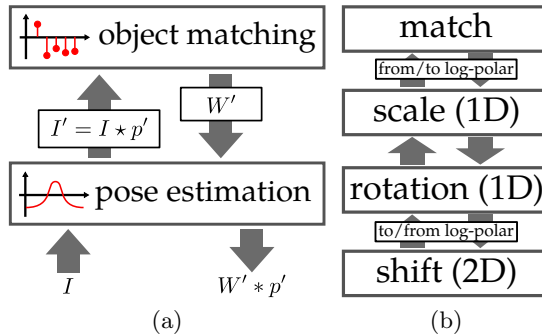 object matching
I′ = I ⋆ p′
W′
pose estimation
I
W′ ∗ p′
(a)
match
from/to log-polar
scale (1D)
rotation (1D)
to/from log-polar
shift (2D)
(b)